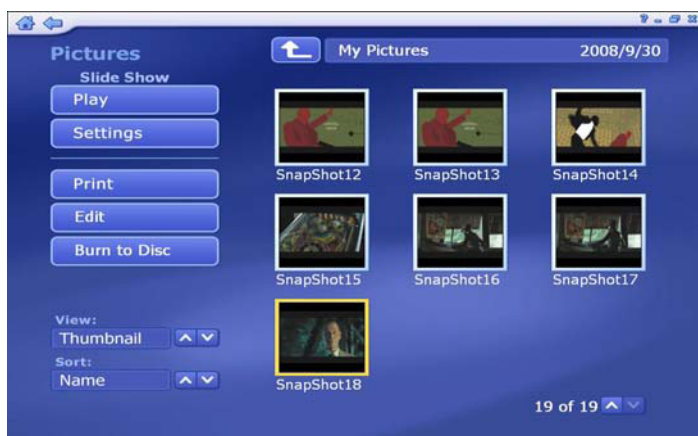 Pictures
Slide Show
Play
Settings
Print
Edit
Burn to Disc
View:
Thumbnail
Sort:
Name
My Pictures 2008/9/30
SnapShot12 SnapShot13 SnapShot14
SnapShot15 SnapShot16 SnapShot17
SnapShot18
19 of 19